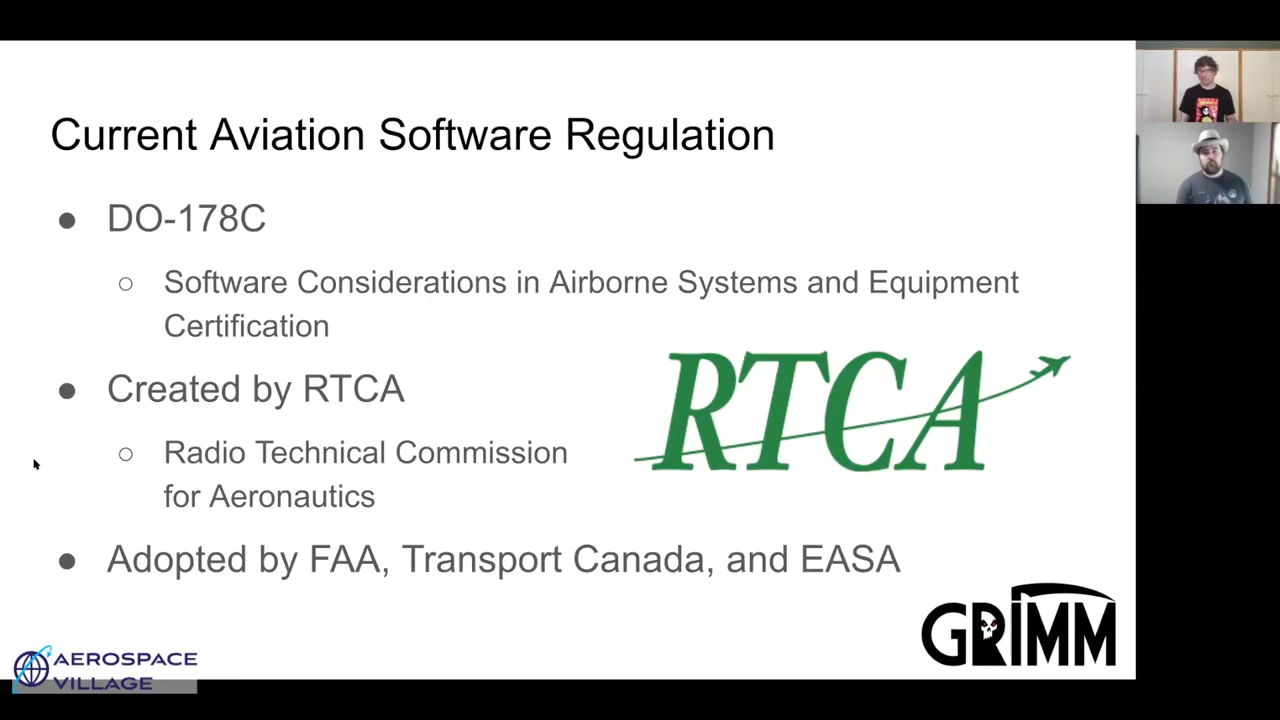 Current Aviation Software Regulation
● DO-178C
○ Software Considerations in Airborne Systems and Equipment
Certification
● Created by RTCA
○ Radio Technical Commission
for Aeronautics
● Adopted by FAA, Transport Canada, and EASA
RTCA
GRIMM
AEROSPACE
VILLAGE